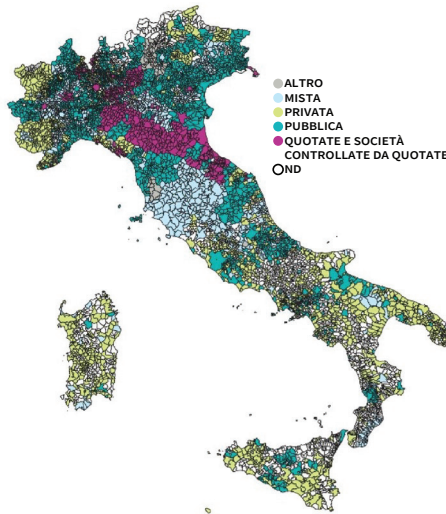 ALTRO
MISTA
PRIVATA
PUBBLICA
QUOTATE E SOCIETÀ
CONTROLLATE DA QUOTATE
ND